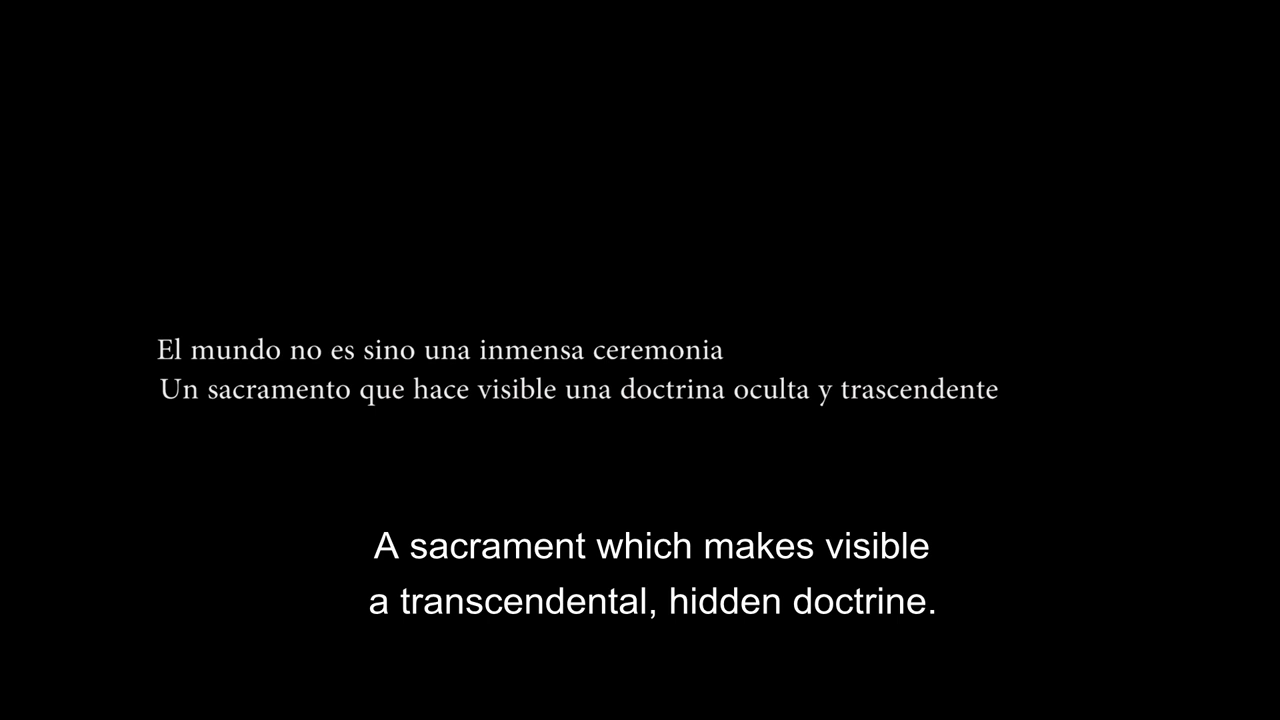 El mundo no es sino una inmensa ceremonia
Un sacramento que hace visible una doctrina oculta y trascendente
A sacrament which makes visible
a transcendental, hidden doctrine.